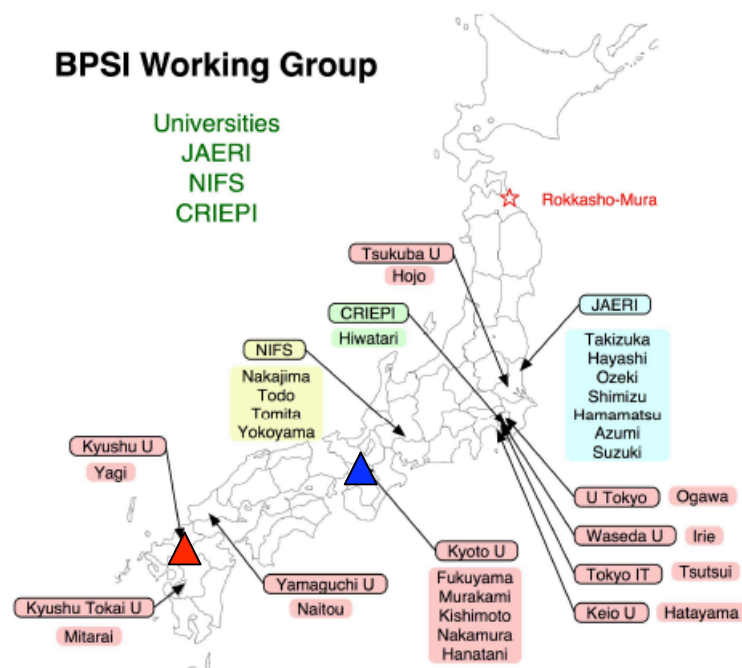 BPSI Working Group
Universities
JAERI
NIFS
CRIEPI
Rokkasho-Mura
Tsukuba U
Hojo
CRIEPI
Hiwatari
JAERI
Takizuka
Hayashi
Ozeki
Shimizu
Hamamatsu
Azumi
Suzuki
NIFS
Nakajima
Todo
Tomita
Yokoyama
Kyushu U
Yagi
U Tokyo Ogawa
Waseda U Irie
Tokyo IT Tsutsui
Keio U Hatayama
Kyoto U
Fukuyama
Murakami
Kishimoto
Nakamura
Hanatani
Yamaguchi U
Naitou
Kyushu Tokai U
Mitarai